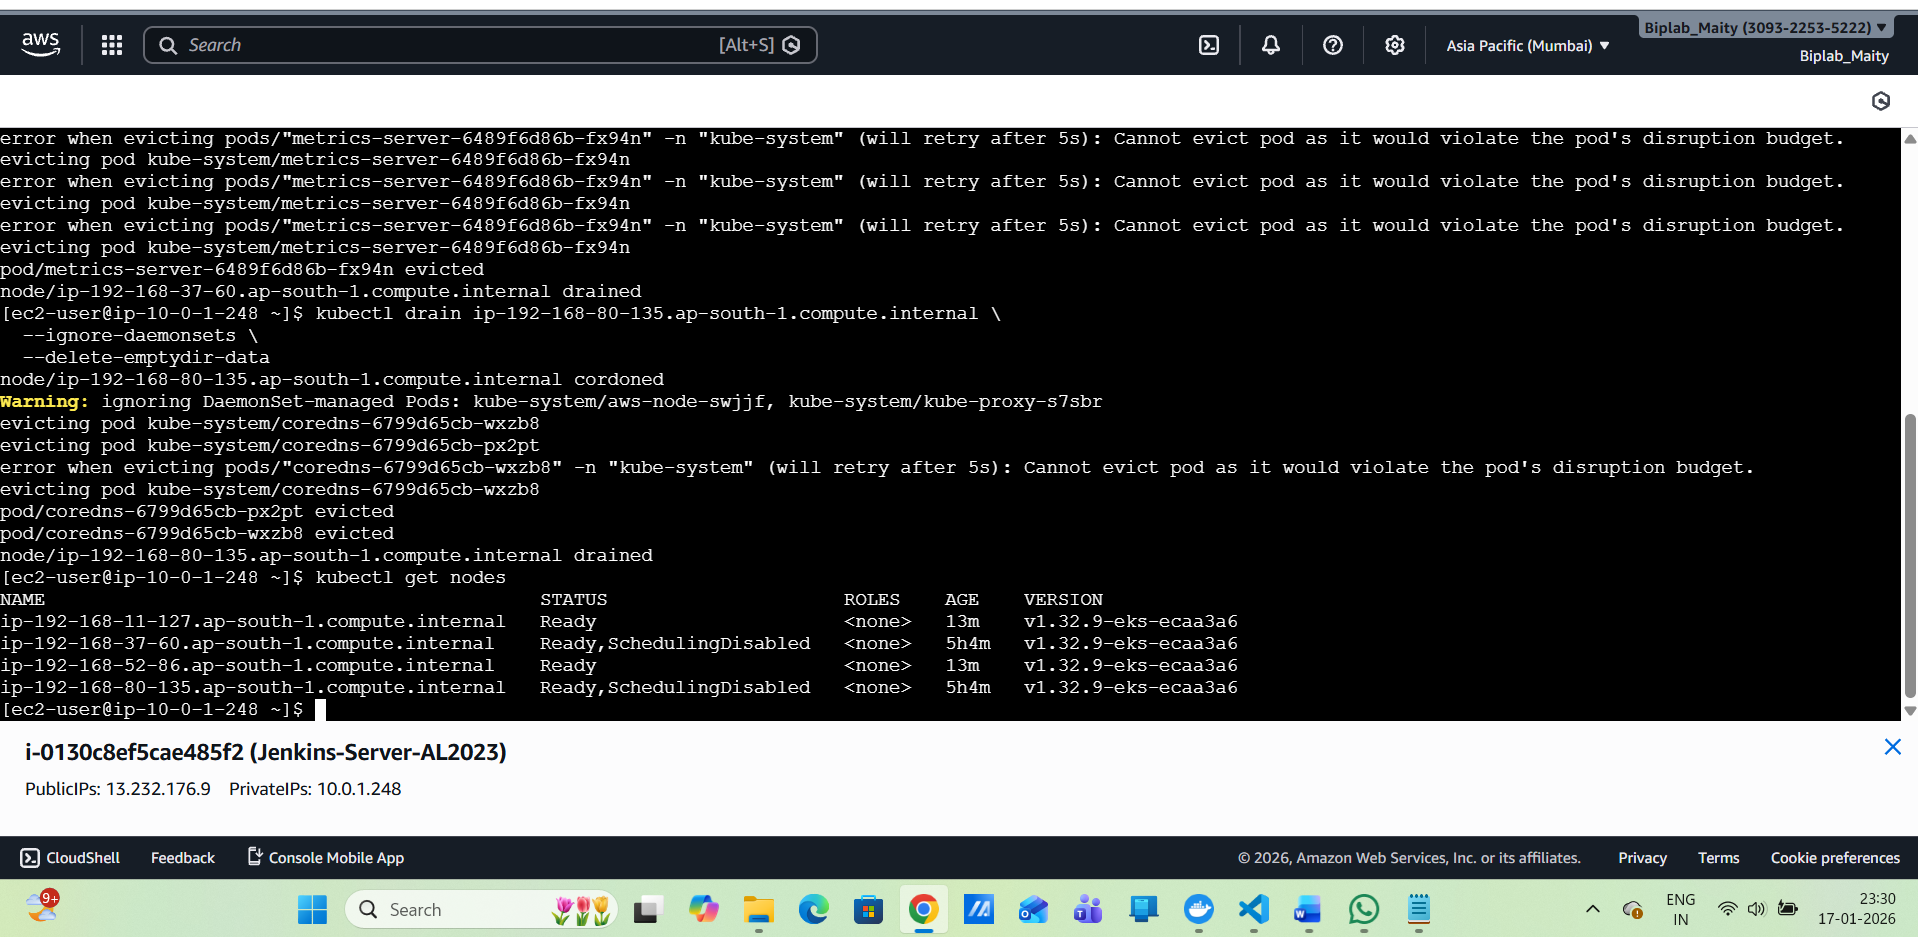 aws
Search
[Alt+S]
Asia Pacific (Mumbai) ▼
Biplab_Maity (3093-2253-5222) ▼
Biplab_Maity
error when evicting pods/"metrics-server-6489f6d86b-fx94n" -n "kube-system" (will retry after 5s): Cannot evict pod as it would violate the pod's disruption budget.
evicting pod kube-system/metrics-server-6489f6d86b-fx94n
error when evicting pods/"metrics-server-6489f6d86b-fx94n" -n "kube-system" (will retry after 5s): Cannot evict pod as it would violate the pod's disruption budget.
evicting pod kube-system/metrics-server-6489f6d86b-fx94n
error when evicting pods/"metrics-server-6489f6d86b-fx94n" -n "kube-system" (will retry after 5s): Cannot evict pod as it would violate the pod's disruption budget.
evicting pod kube-system/metrics-server-6489f6d86b-fx94n
pod/metrics-server-6489f6d86b-fx94n evicted
node/ip-192-168-37-60.ap-south-1.compute.internal drained
[ec2-user@ip-10-0-1-248 ~]$ kubectl drain ip-192-168-80-135.ap-south-1.compute.internal \
  --ignore-daemonsets \
  --delete-emptydir-data
node/ip-192-168-80-135.ap-south-1.compute.internal cordoned
Warning: ignoring DaemonSet-managed Pods: kube-system/aws-node-swjjf, kube-system/kube-proxy-s7sbr
evicting pod kube-system/coredns-6799d65cb-wxzb8
evicting pod kube-system/coredns-6799d65cb-px2pt
error when evicting pods/"coredns-6799d65cb-wxzb8" -n "kube-system" (will retry after 5s): Cannot evict pod as it would violate the pod's disruption budget.
evicting pod kube-system/coredns-6799d65cb-wxzb8
pod/coredns-6799d65cb-px2pt evicted
pod/coredns-6799d65cb-wxzb8 evicted
node/ip-192-168-80-135.ap-south-1.compute.internal drained
[ec2-user@ip-10-0-1-248 ~]$ kubectl get nodes
NAME STATUS ROLES AGE VERSION
ip-192-168-11-127.ap-south-1.compute.internal Ready <none> 13m v1.32.9-eks-ecaa3a6
ip-192-168-37-60.ap-south-1.compute.internal Ready,SchedulingDisabled <none> 5h4m v1.32.9-eks-ecaa3a6
ip-192-168-52-86.ap-south-1.compute.internal Ready <none> 13m v1.32.9-eks-ecaa3a6
ip-192-168-80-135.ap-south-1.compute.internal Ready,SchedulingDisabled <none> 5h4m v1.32.9-eks-ecaa3a6
[ec2-user@ip-10-0-1-248 ~]$
i-0130c8ef5cae485f2 (Jenkins-Server-AL2023)
PublicIPs: 13.232.176.9 PrivateIPs: 10.0.1.248
CloudShell Feedback Console Mobile App © 2026, Amazon Web Services, Inc. or its affiliates. Privacy Terms Cookie preferences
9+
Search
ENG
IN
23:30
17-01-2026